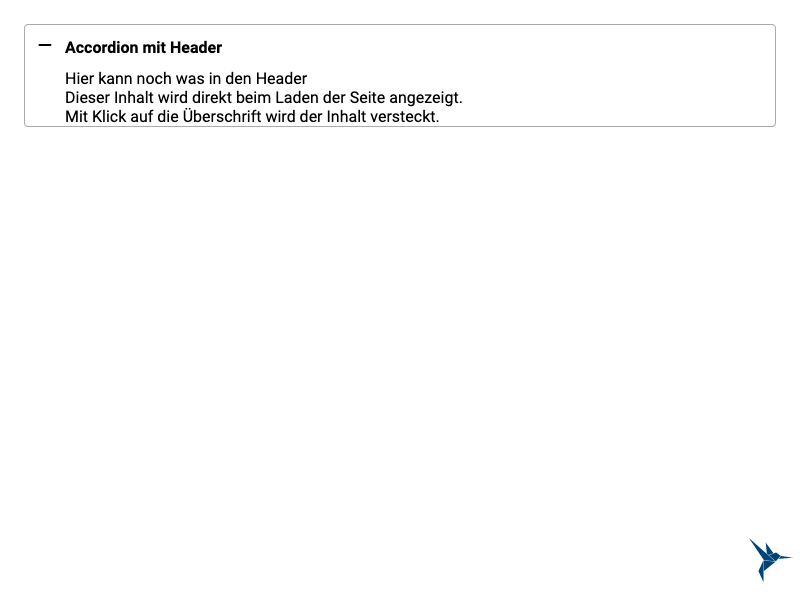 Accordion mit Header
Hier kann noch was in den Header
Dieser Inhalt wird direkt beim Laden der Seite angezeigt.
Mit Klick auf die Überschrift wird der Inhalt versteckt.